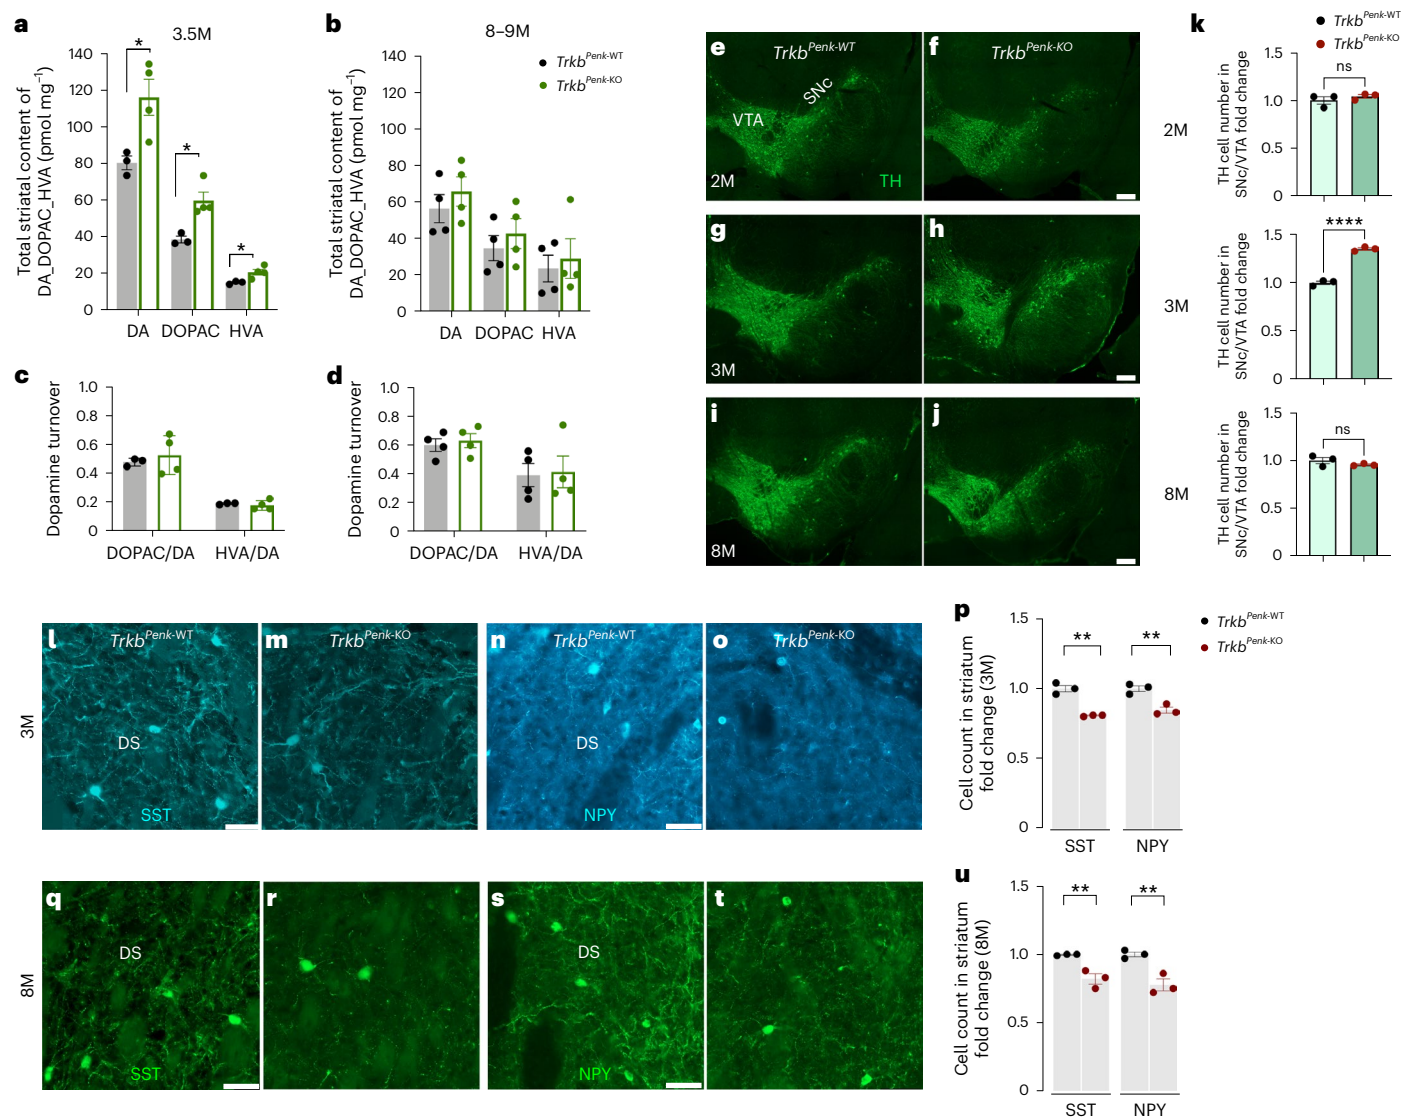 a
3.5M
Total striatal content of
DA_DOPAC_HVA (pmol mg⁻¹)
140
120
100
80
60
40
20
0
*
*
*
DA
DOPAC
HVA
b
8–9M
Total striatal content of
DA_DOPAC_HVA (pmol mg⁻¹)
140
120
100
80
60
40
20
0
Trkb^Penk-WT
Trkb^Penk-KO
DA
DOPAC
HVA
c
Dopamine turnover
1.0
0.8
0.6
0.4
0.2
0
DOPAC/DA
HVA/DA
d
Dopamine turnover
1.0
0.8
0.6
0.4
0.2
0
DOPAC/DA
HVA/DA
e
Trkb^Penk-WT
SNc
VTA
2M
TH
f
Trkb^Penk-KO
g
3M
h
i
8M
j
k
Trkb^Penk-WT
Trkb^Penk-KO
2M
TH cell number in
SNc/VTA fold change
1.5
1.0
0.5
0
ns
3M
TH cell number in
SNc/VTA fold change
1.5
1.0
0.5
0
****
8M
TH cell number in
SNc/VTA fold change
1.5
1.0
0.5
0
ns
3M
l
Trkb^Penk-WT
DS
SST
m
Trkb^Penk-KO
n
Trkb^Penk-WT
DS
NPY
o
Trkb^Penk-KO
p
Cell count in striatum
fold change (3M)
1.5
1.0
0.5
0
**
**
SST
NPY
Trkb^Penk-WT
Trkb^Penk-KO
8M
q
DS
SST
r
s
DS
NPY
t
u
Cell count in striatum
fold change (8M)
1.5
1.0
0.5
0
**
**
SST
NPY